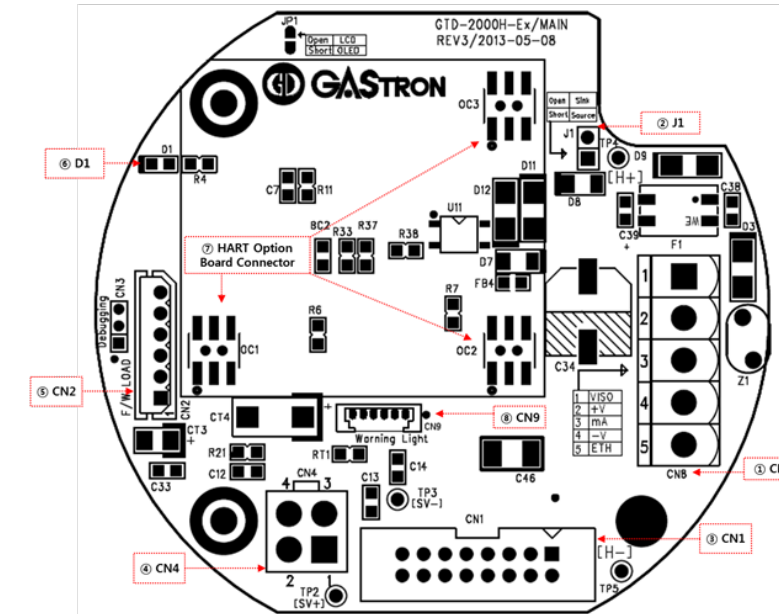 JP1
GTD-2000H-Ex/MAIN
REV3/2013-05-08
Open LCD
Short OLED
GASTRON
OC3
Open Sink
Short Source
② J1
J1
TP4
[H+]
D9
⑥ D1
D1
R4
C7
R11
D12
D11
D8
C38
C39
+
WE
F1
D3
U11
⑦ HART Option
Board Connector
BC2
R33
R37
R38
D7
FB4
CN3
Debugging
R7
R6
OC1
OC2
C34
1
2
3
4
5
Z1
⑤ CN2
F/W LOAD
CN2
1 VISO
2 +V
3 mA
4 -V
5 ETH
CT4
+
⑧ CN9
CN9
Warning Light
CT3
+
R21
RT1
C14
C46
CNB
C33
C12
CN4
C13
4 3
TP3
[SV-]
CN1
③ CN1
[H-]
④ CN4
2 1
TP2
[SV+]
TP5